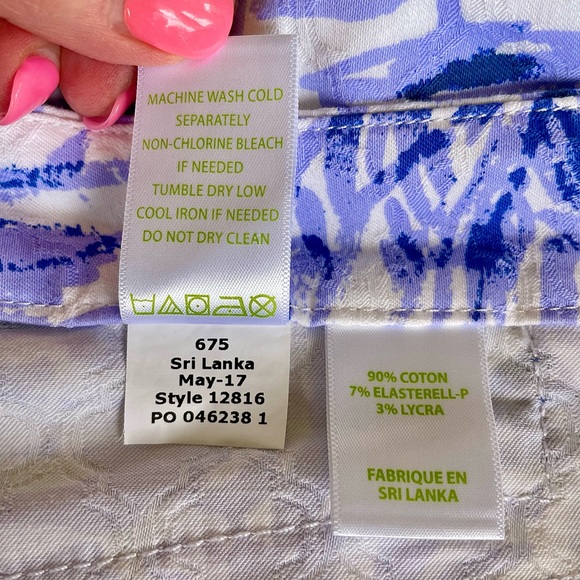 MACHINE WASH COLD
SEPARATELY
NON-CHLORINE BLEACH
IF NEEDED
TUMBLE DRY LOW
COOL IRON IF NEEDED
DO NOT DRY CLEAN
675
Sri Lanka
May-17
Style 12816
PO 046238 1
90% COTON
7% ELASTERELL-P
3% LYCRA
FABRIQUE EN
SRI LANKA